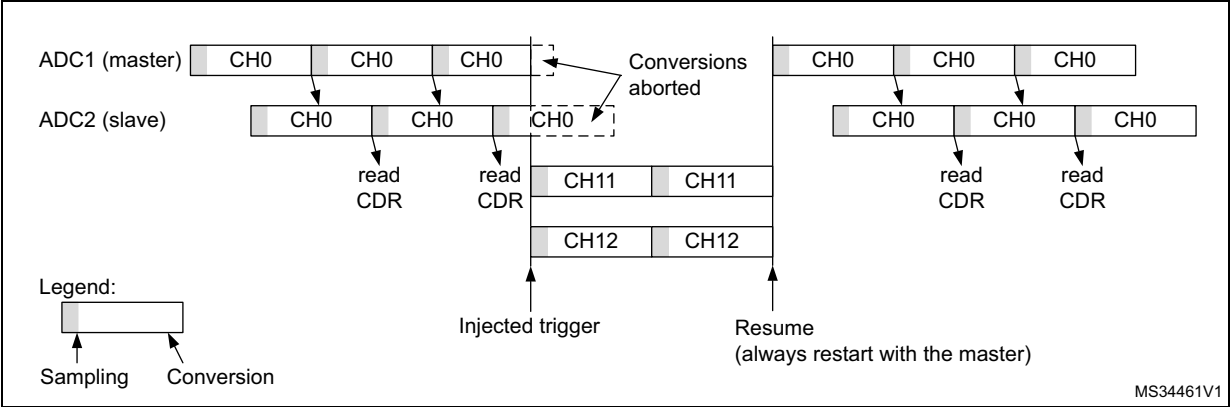 ADC1 (master) CH0 CH0 CH0 Conversions aborted CH0 CH0 CH0
ADC2 (slave) CH0 CH0 CH0 CH0 CH0 CH0
read CDR read CDR CH11 CH11 read CDR read CDR
CH12 CH12
Legend:
Injected trigger
Resume
(always restart with the master)
Sampling Conversion
MS34461V1